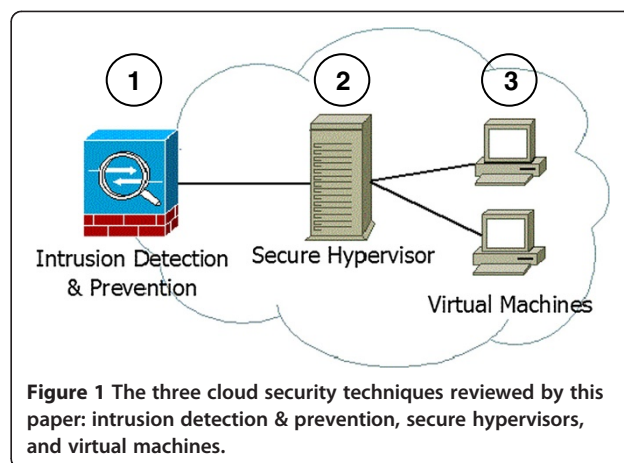 1
2
3
Intrusion Detection
& Prevention
Secure Hypervisor
Virtual Machines
Figure 1 The three cloud security techniques reviewed by this
paper: intrusion detection & prevention, secure hypervisors,
and virtual machines.